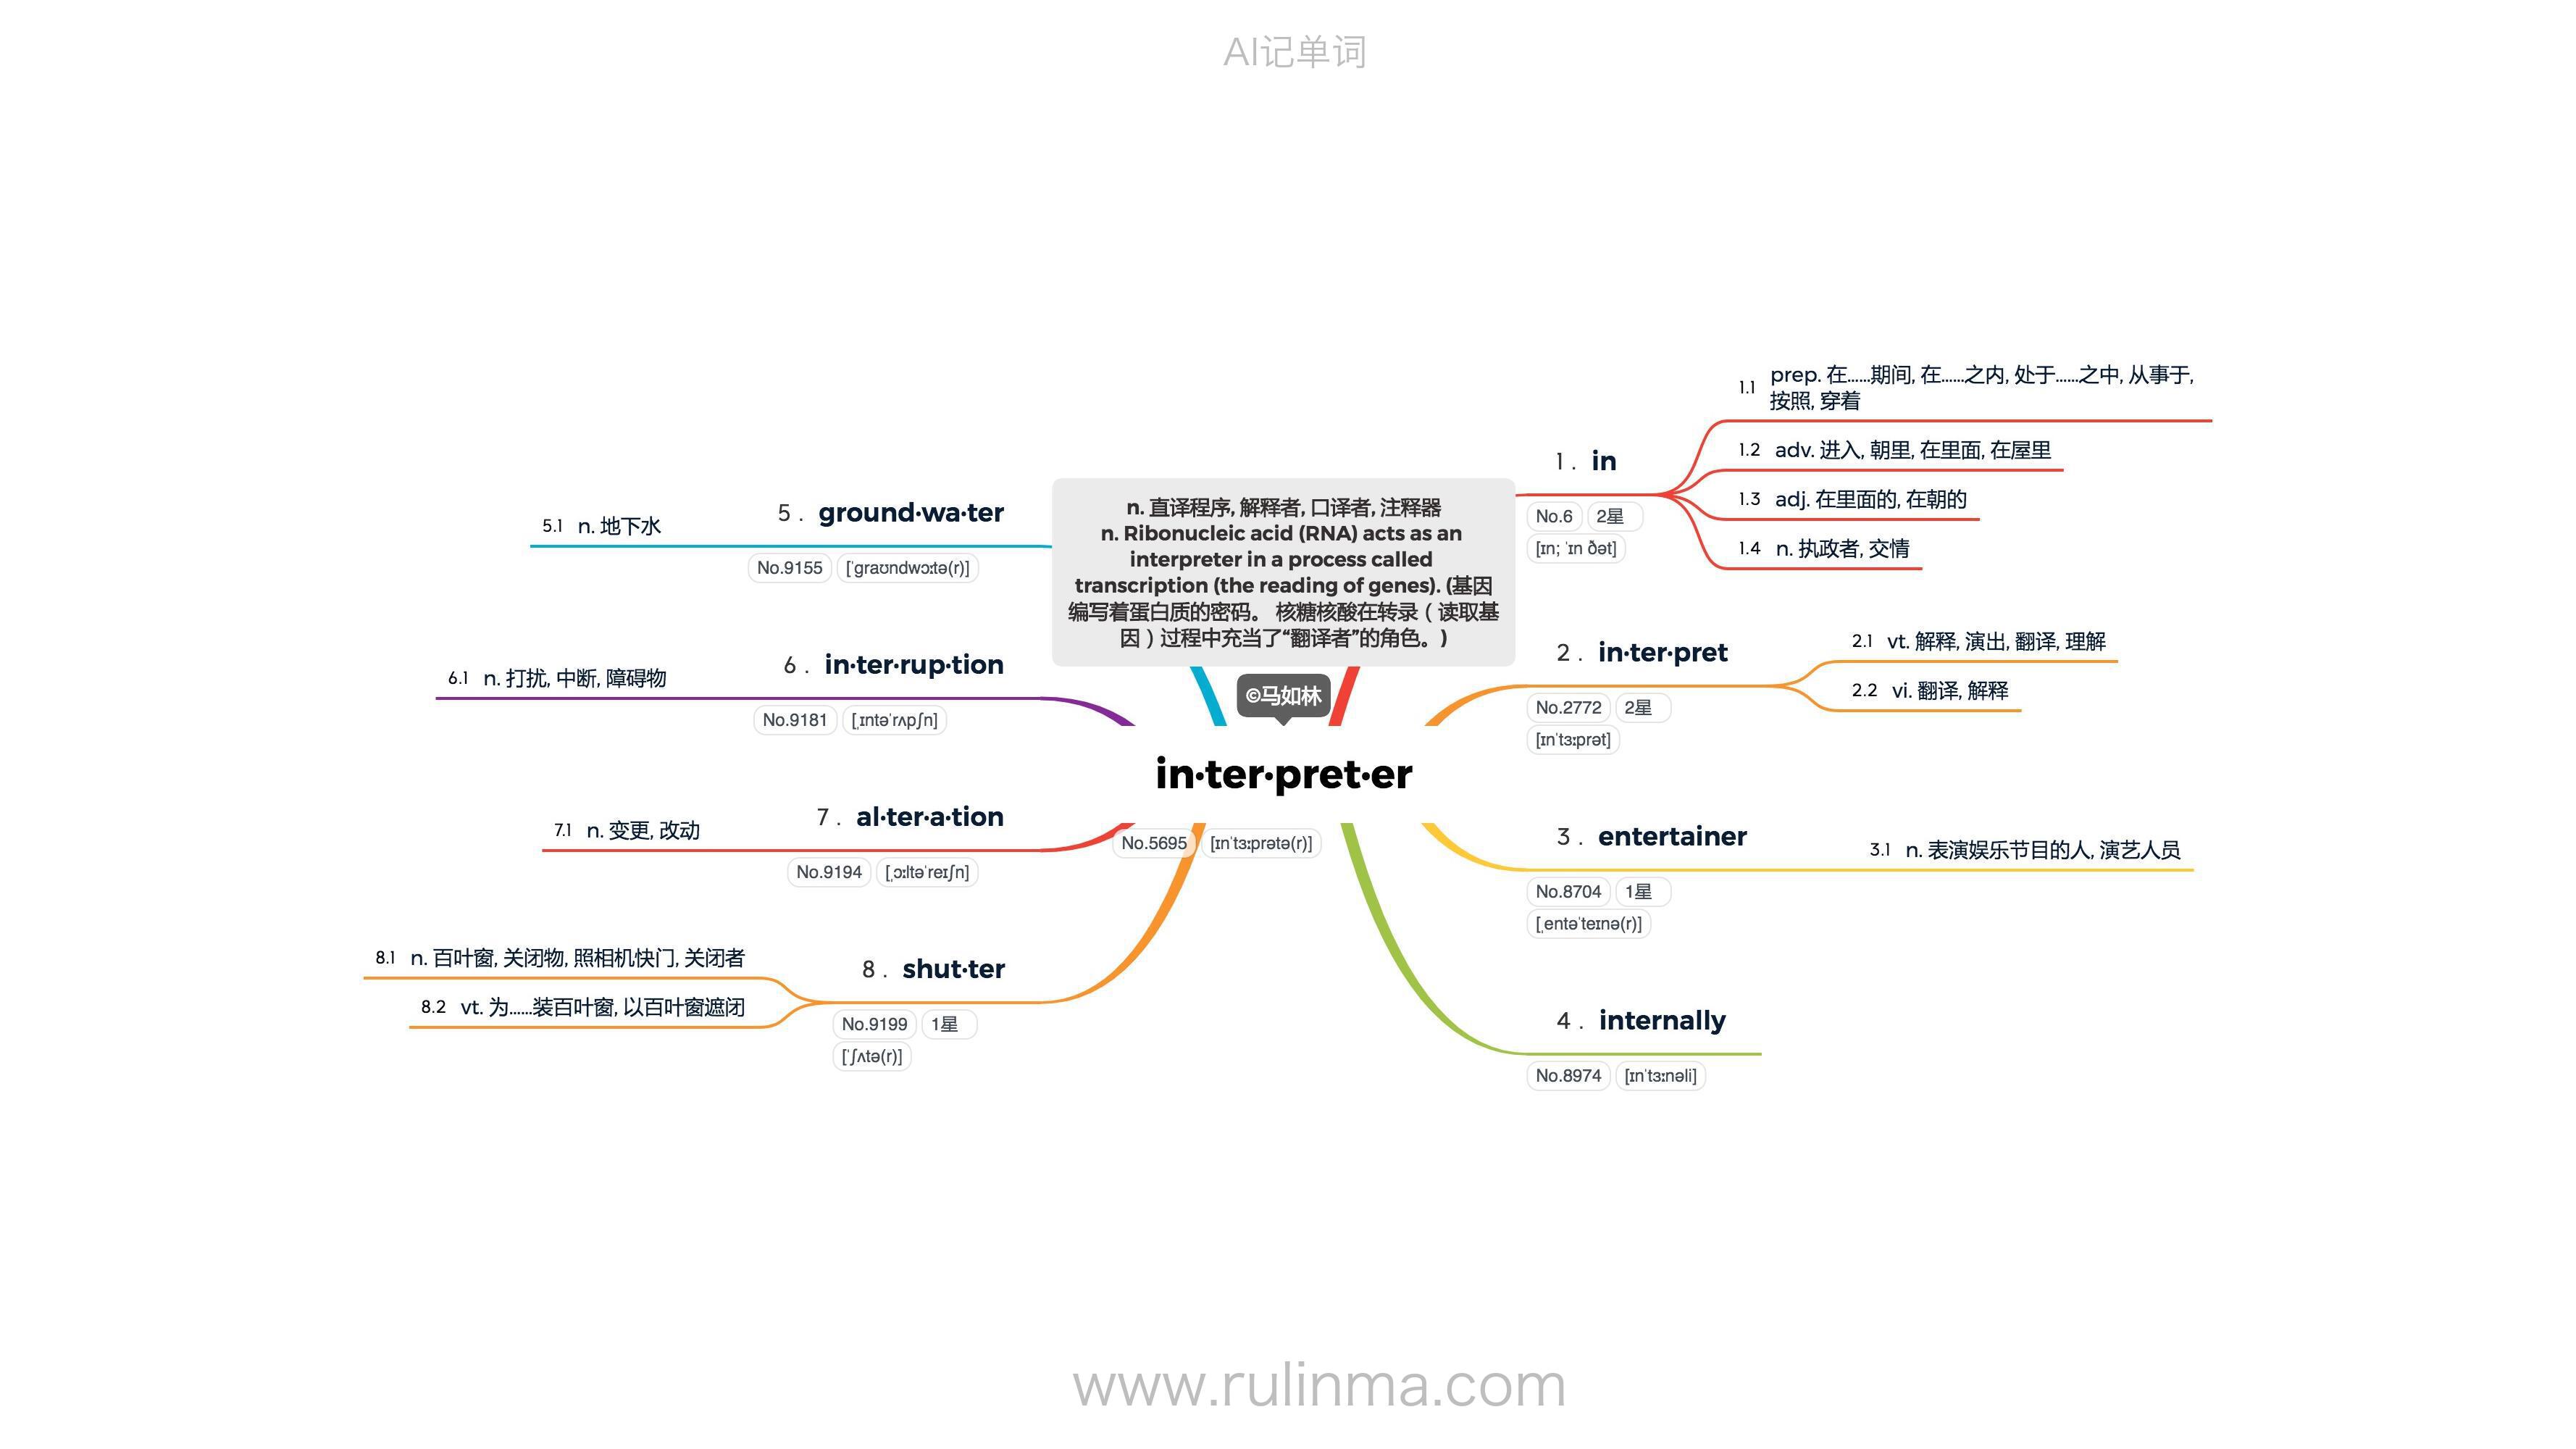 AI记单词
n. 直译程序, 解释者, 口译者, 注释器
n. Ribonucleic acid (RNA) acts as an
interpreter in a process called
transcription (the reading of genes). (基因
编写着蛋白质的密码。 核糖核酸在转录（读取基
因）过程中充当了“翻译者”的角色。)
©马如林
in·ter·pret·er
No.5695 [ɪnˈtɜːprətə(r)]
1. in
No.6 2星
[ɪn; ˈɪn ðət]
1.1 prep. 在……期间, 在……之内, 处于……之中, 从事于,
按照, 穿着
1.2 adv. 进入, 朝里, 在里面, 在屋里
1.3 adj. 在里面的, 在朝的
1.4 n. 执政者, 交情
2. in·ter·pret
No.2772 2星
[ɪnˈtɜːprət]
2.1 vt. 解释, 演出, 翻译, 理解
2.2 vi. 翻译, 解释
3. entertainer
No.8704 1星
[ˌentəˈteɪnə(r)]
3.1 n. 表演娱乐节目的人, 演艺人员
4. internally
No.8974 [ɪnˈtɜːnəli]
5. ground·wa·ter
No.9155 [ˈɡraʊndwɔːtə(r)]
5.1 n. 地下水
6. in·ter·rup·tion
No.9181 [ˌɪntəˈrʌpʃn]
6.1 n. 打扰, 中断, 障碍物
7. al·ter·a·tion
No.9194 [ˌɔːltəˈreɪʃn]
7.1 n. 变更, 改动
8. shut·ter
No.9199 1星
[ˈʃʌtə(r)]
8.1 n. 百叶窗, 关闭物, 照相机快门, 关闭者
8.2 vt. 为……装百叶窗, 以百叶窗遮闭
www.rulinma.com